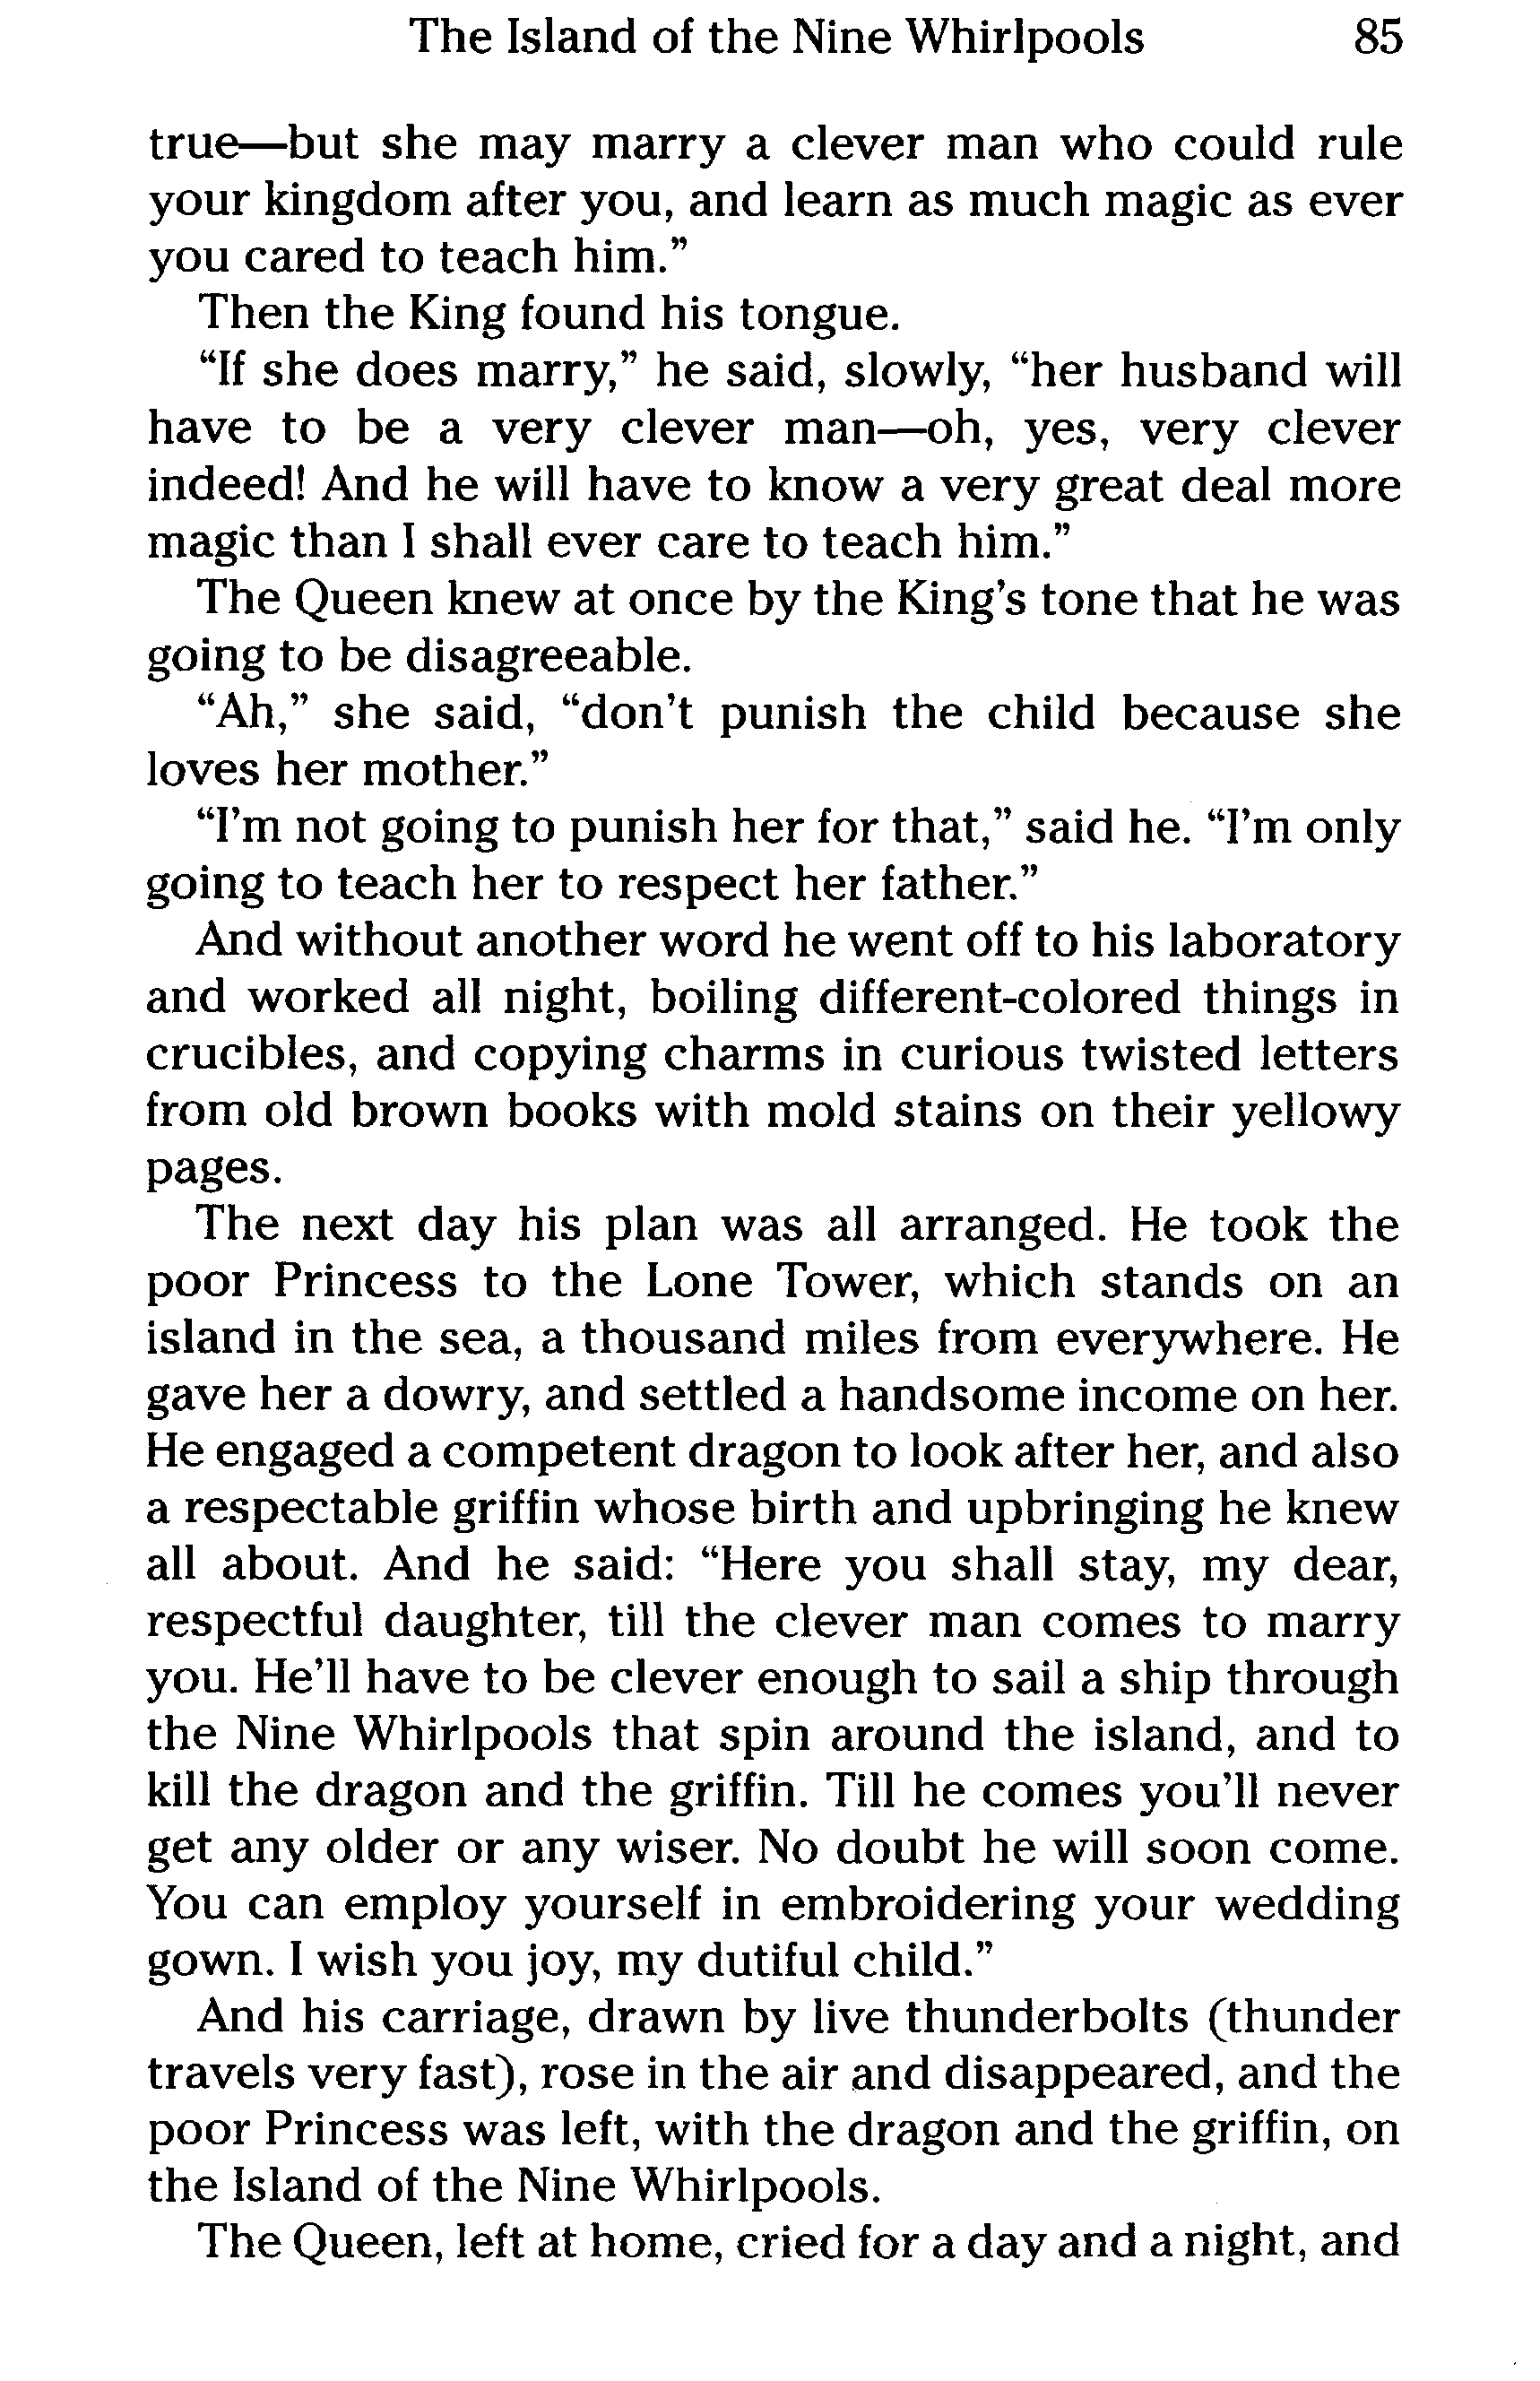 The Island of the Nine Whirlpools 85
true—but she may marry a clever man who could rule
your kingdom after you, and learn as much magic as ever
you cared to teach him.”
Then the King found his tongue.
“If she does marry,” he said, slowly, “her husband will
have to be a very clever man—oh, yes, very clever
indeed! And he will have to know a very great deal more
magic than I shall ever care to teach him.”
The Queen knew at once by the King’s tone that he was
going to be disagreeable.
“Ah,” she said, “don’t punish the child because she
loves her mother.”
“I’m not going to punish her for that,” said he. “I’m only
going to teach her to respect her father.”
And without another word he went off to his laboratory
and worked all night, boiling different-colored things in
crucibles, and copying charms in curious twisted letters
from old brown books with mold stains on their yellowy
pages.
The next day his plan was all arranged. He took the
poor Princess to the Lone Tower, which stands on an
island in the sea, a thousand miles from everywhere. He
gave her a dowry, and settled a handsome income on her.
He engaged a competent dragon to look after her, and also
a respectable griffin whose birth and upbringing he knew
all about. And he said: “Here you shall stay, my dear,
respectful daughter, till the clever man comes to marry
you. He’ll have to be clever enough to sail a ship through
the Nine Whirlpools that spin around the island, and to
kill the dragon and the griffin. Till he comes you’ll never
get any older or any wiser. No doubt he will soon come.
You can employ yourself in embroidering your wedding
gown. I wish you joy, my dutiful child.”
And his carriage, drawn by live thunderbolts (thunder
travels very fast), rose in the air and disappeared, and the
poor Princess was left, with the dragon and the griffin, on
the Island of the Nine Whirlpools.
The Queen, left at home, cried for a day and a night, and